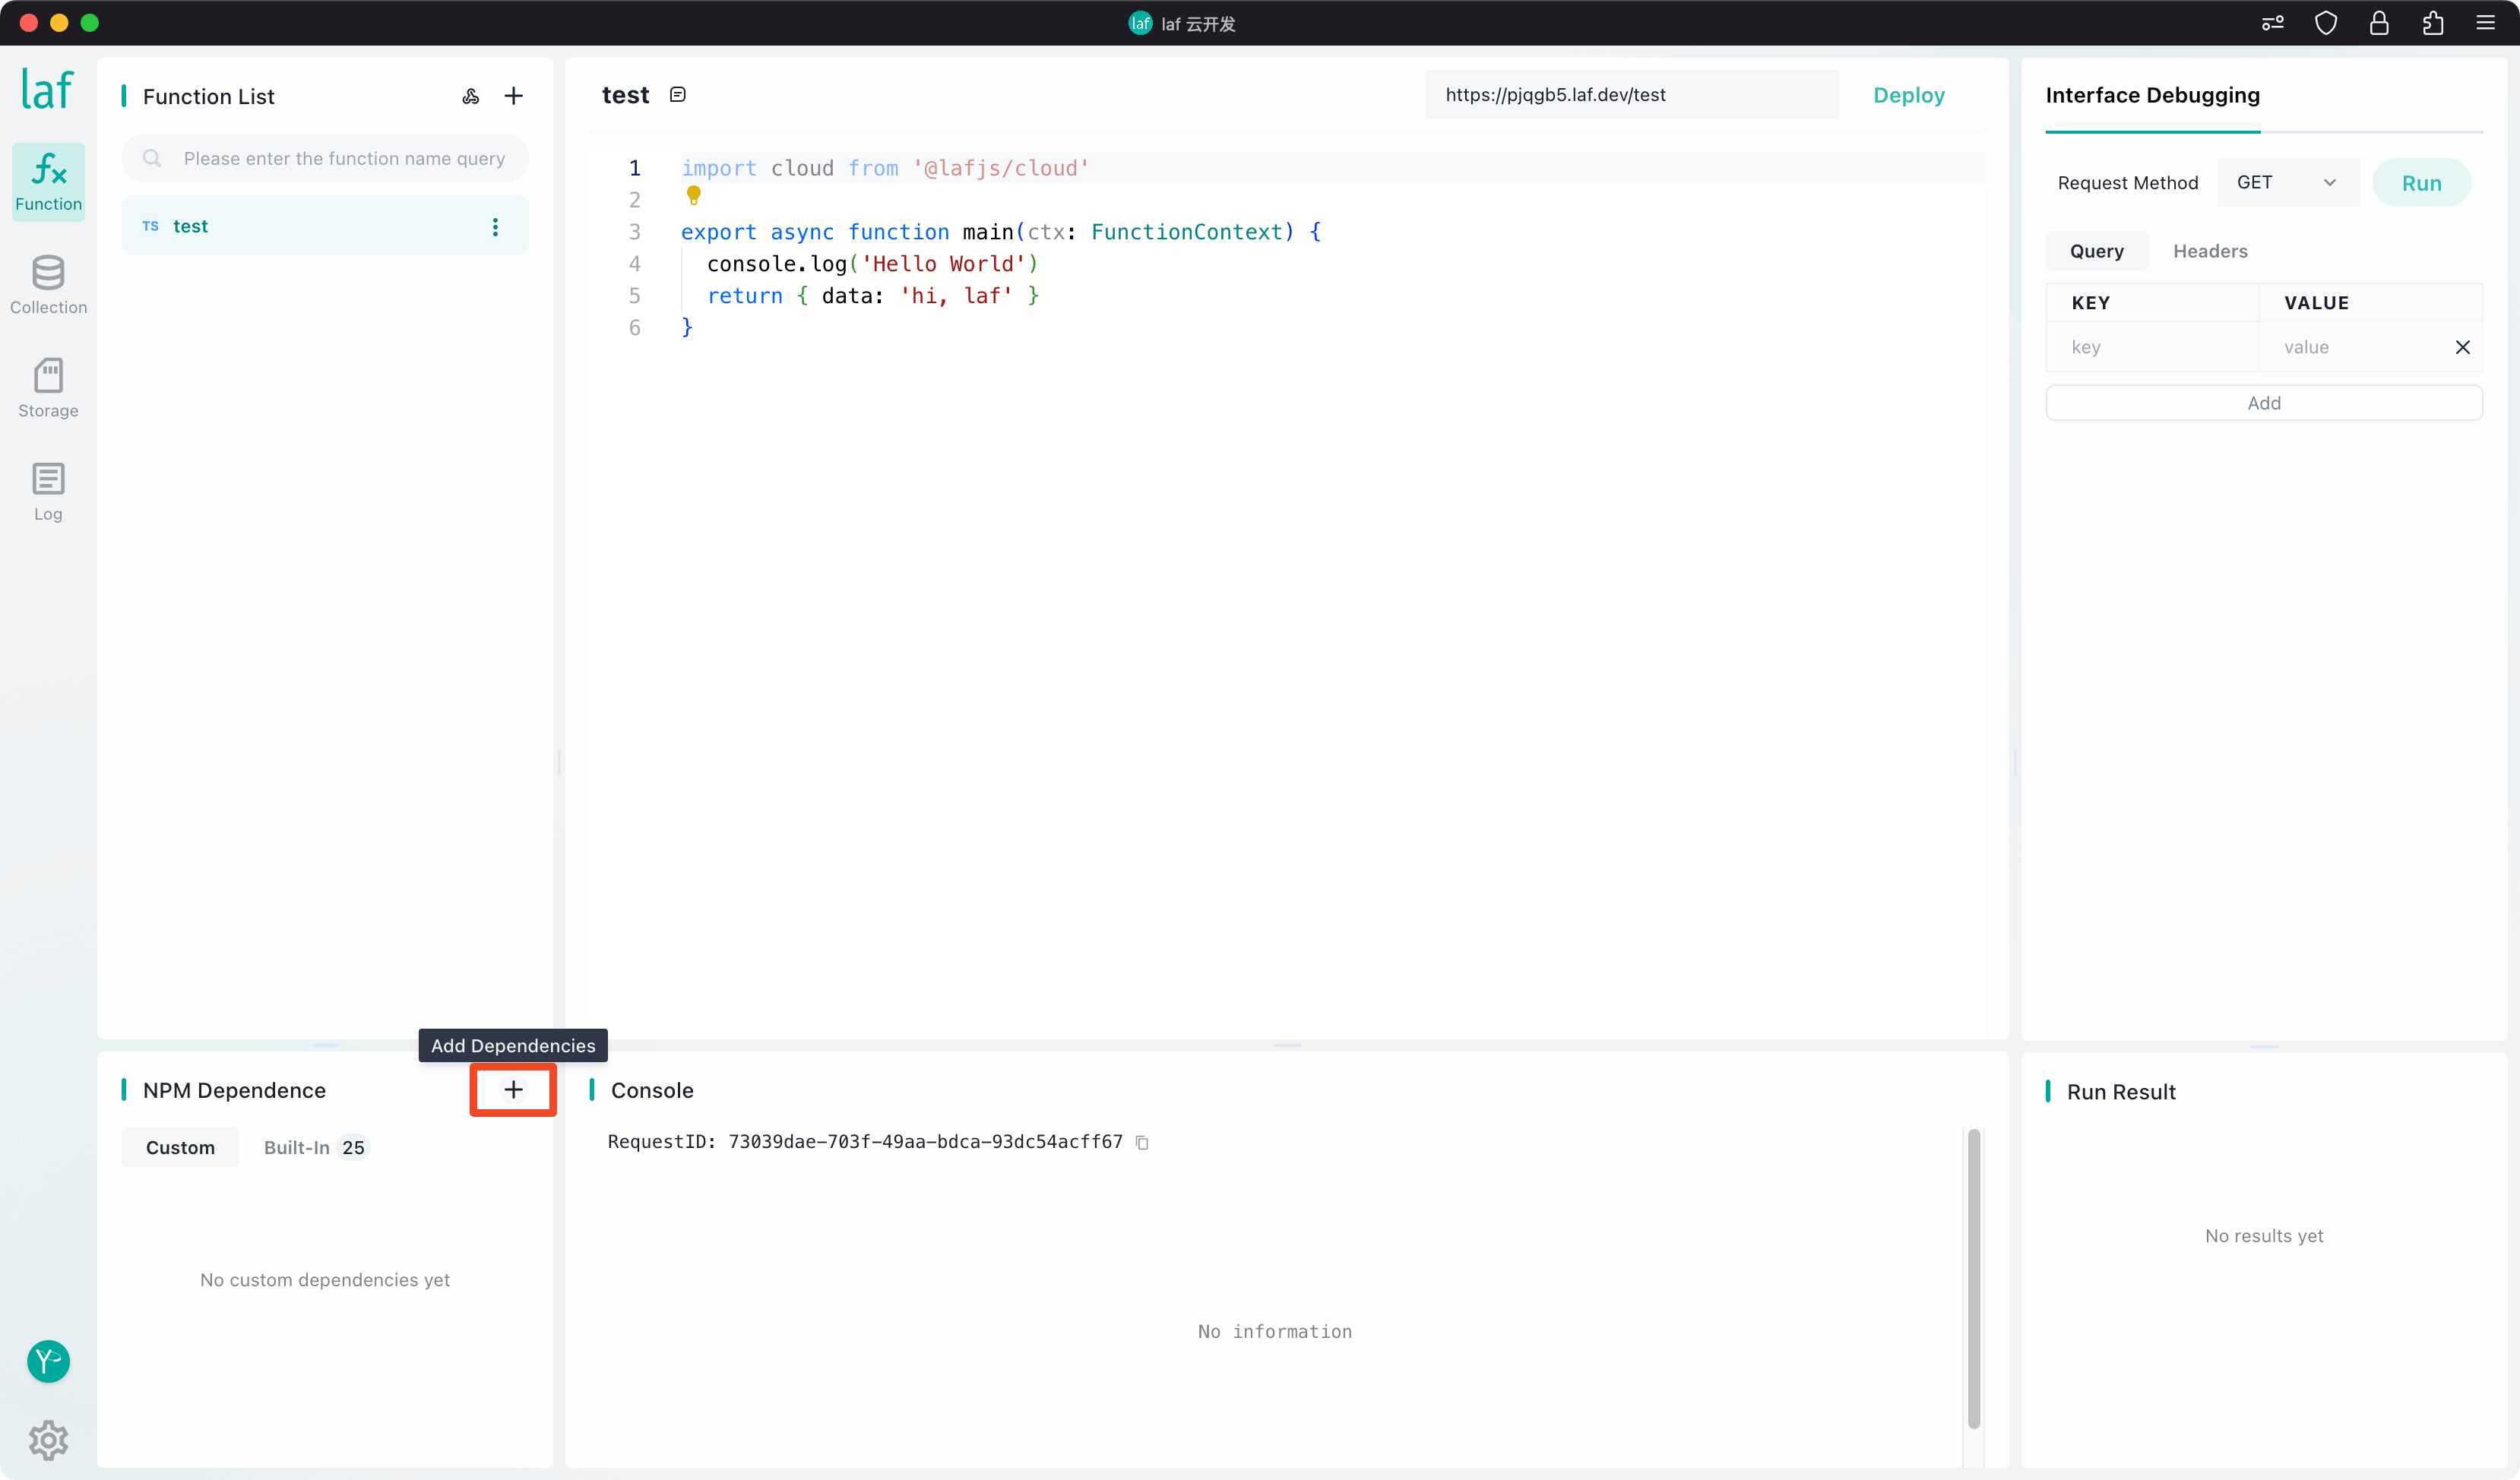 laf laf 云开发
laf
Function
Collection
Storage
Log
Function List
Please enter the function name query
TS test
test
https://pjqgb5.laf.dev/test
Deploy
1 import cloud from '@lafjs/cloud'
2
3 export async function main(ctx: FunctionContext) {
4 console.log('Hello World')
5 return { data: 'hi, laf' }
6 }
Interface Debugging
Request Method GET Run
Query Headers
KEY VALUE
key value
Add
Add Dependencies
NPM Dependence
Custom Built-In 25
No custom dependencies yet
Console
RequestID: 73039dae-703f-49aa-bdca-93dc54acff67
No information
Run Result
No results yet